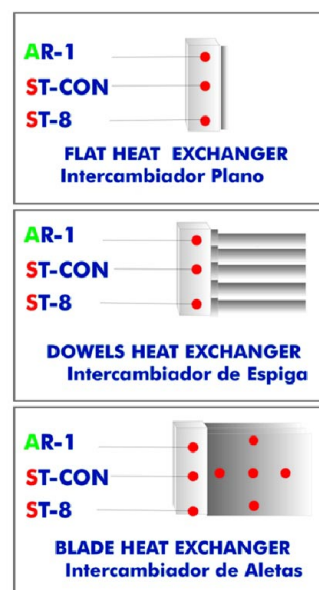 AR-1
ST-CON
ST-8
FLAT HEAT EXCHANGER
Intercambiador Plano
AR-1
ST-CON
ST-8
DOWELS HEAT EXCHANGER
Intercambiador de Espiga
AR-1
ST-CON
ST-8
BLADE HEAT EXCHANGER
Intercambiador de Aletas